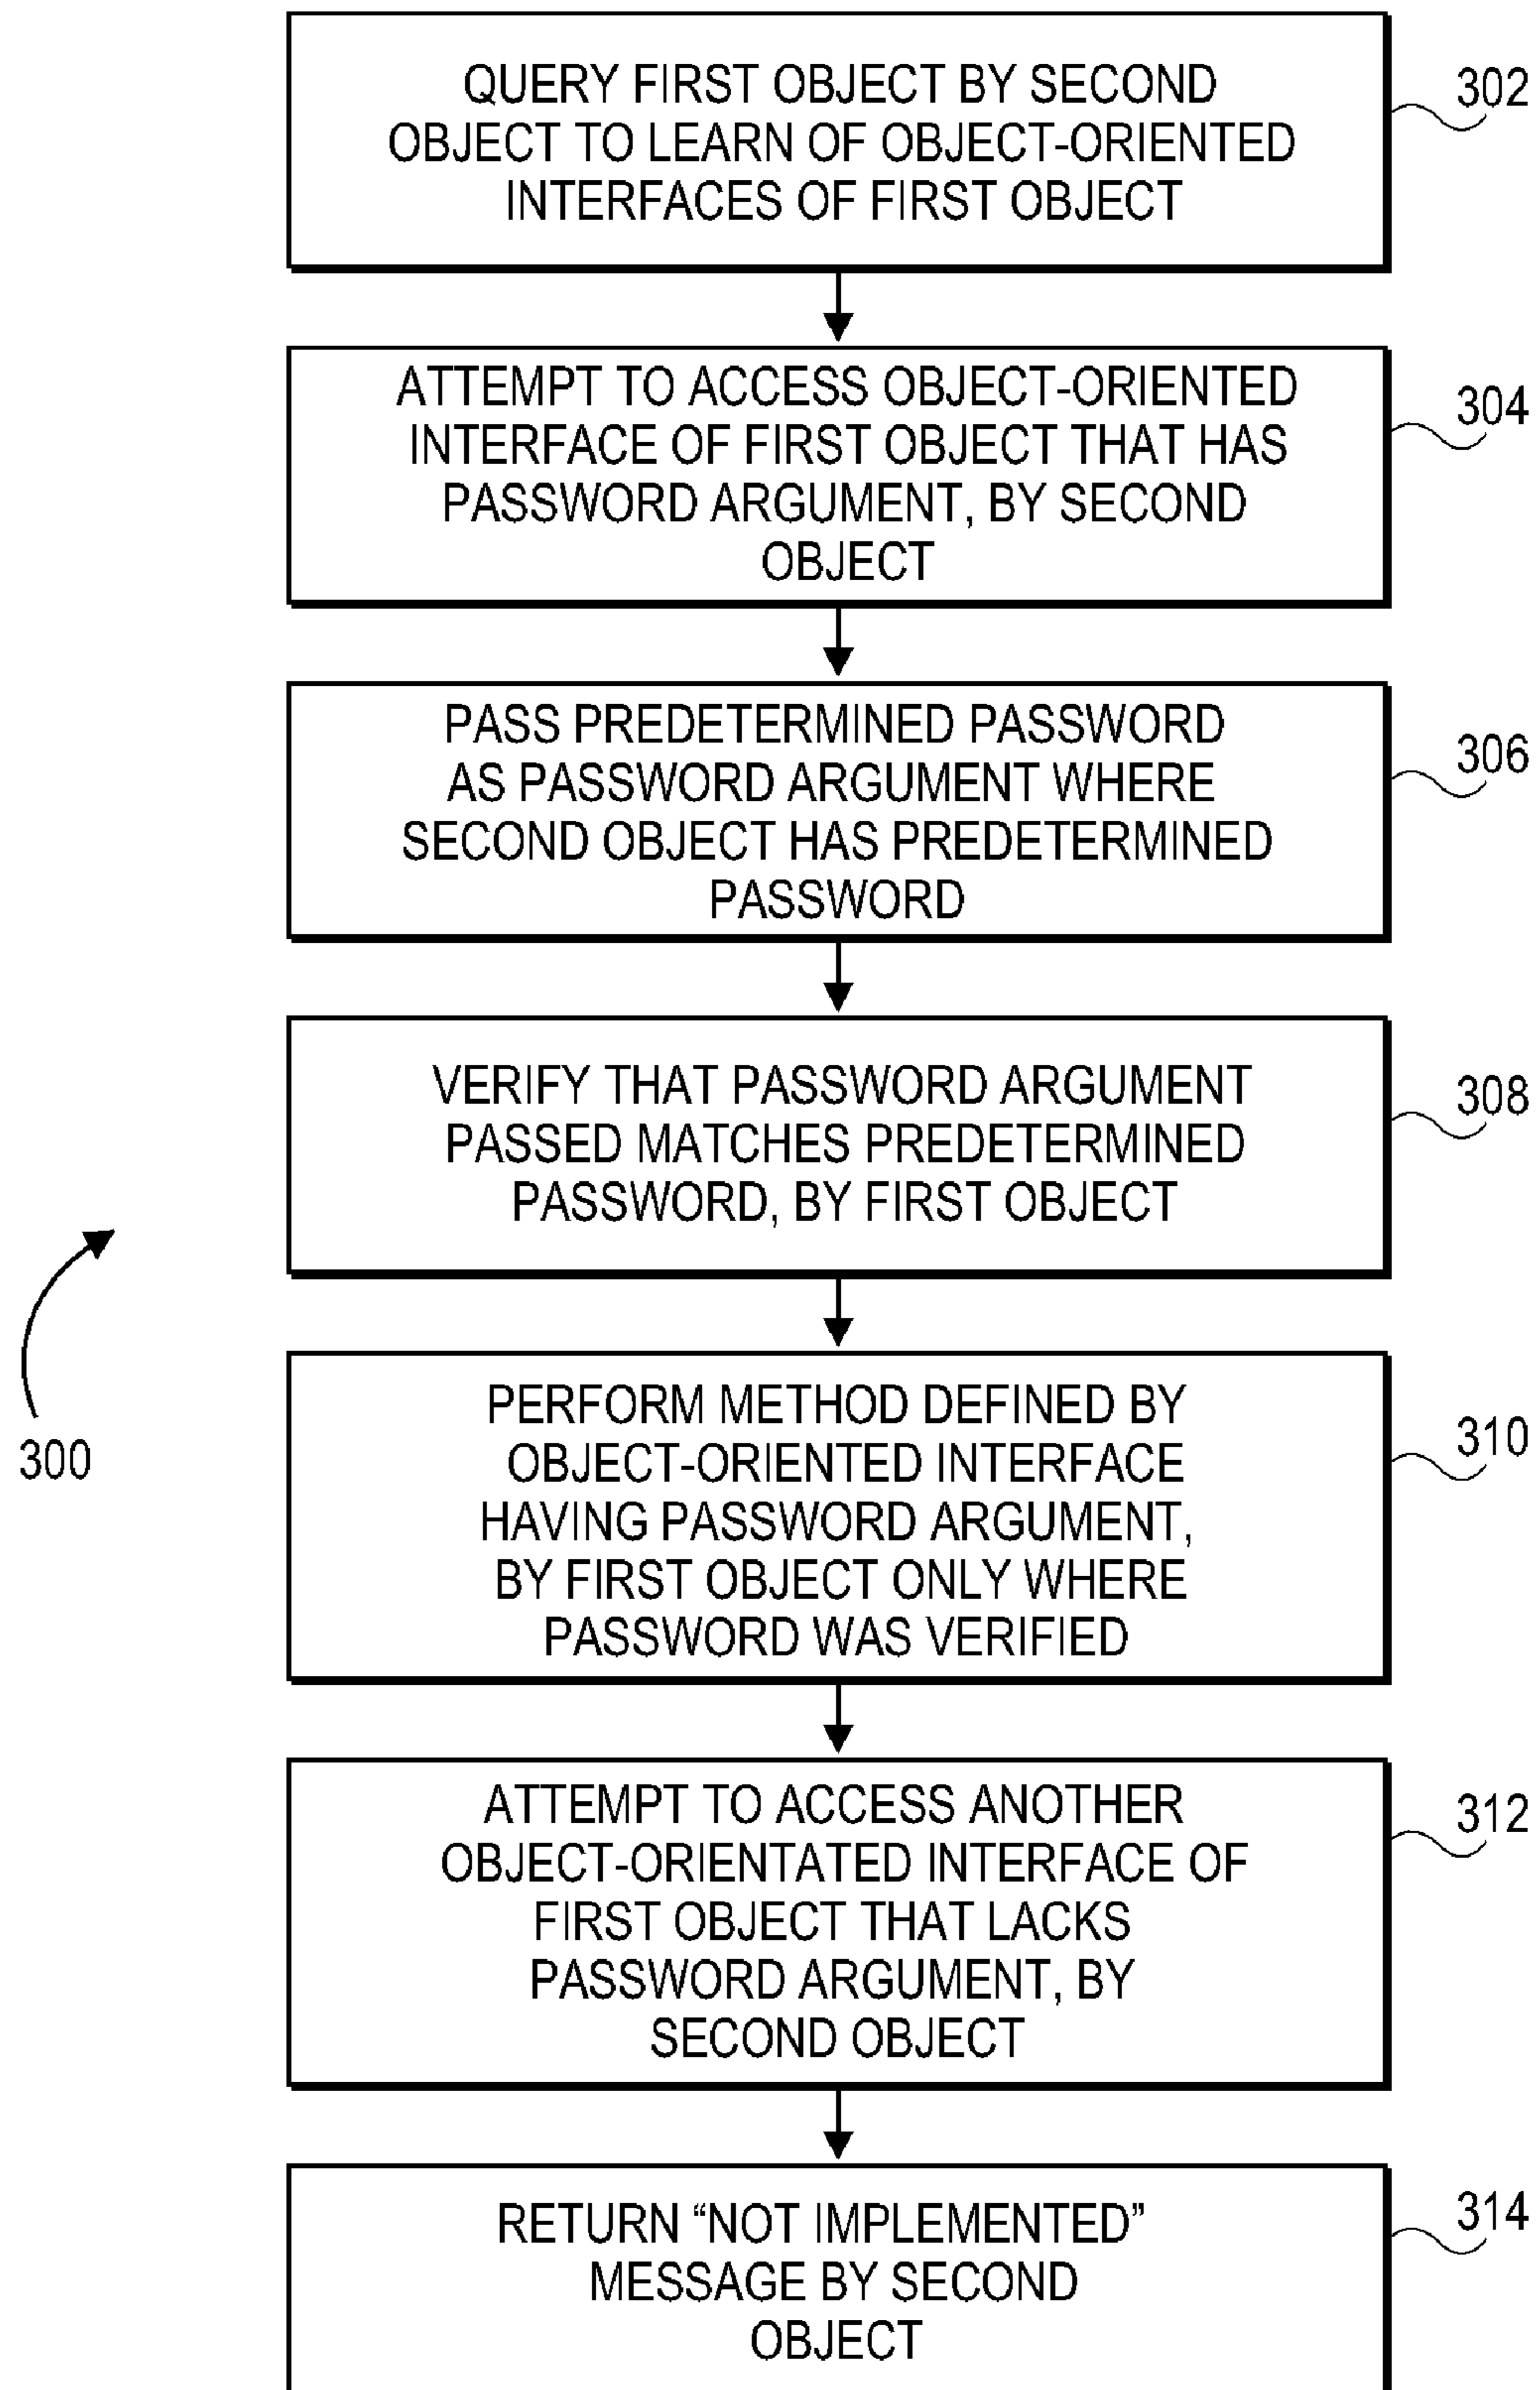 QUERY FIRST OBJECT BY SECOND
OBJECT TO LEARN OF OBJECT-ORIENTED
INTERFACES OF FIRST OBJECT
302
ATTEMPT TO ACCESS OBJECT-ORIENTED
INTERFACE OF FIRST OBJECT THAT HAS
PASSWORD ARGUMENT, BY SECOND
OBJECT
304
PASS PREDETERMINED PASSWORD
AS PASSWORD ARGUMENT WHERE
SECOND OBJECT HAS PREDETERMINED
PASSWORD
306
VERIFY THAT PASSWORD ARGUMENT
PASSED MATCHES PREDETERMINED
PASSWORD, BY FIRST OBJECT
308
300
PERFORM METHOD DEFINED BY
OBJECT-ORIENTED INTERFACE
HAVING PASSWORD ARGUMENT,
BY FIRST OBJECT ONLY WHERE
PASSWORD WAS VERIFIED
310
ATTEMPT TO ACCESS ANOTHER
OBJECT-ORIENTATED INTERFACE OF
FIRST OBJECT THAT LACKS
PASSWORD ARGUMENT, BY
SECOND OBJECT
312
RETURN “NOT IMPLEMENTED”
MESSAGE BY SECOND
OBJECT
314